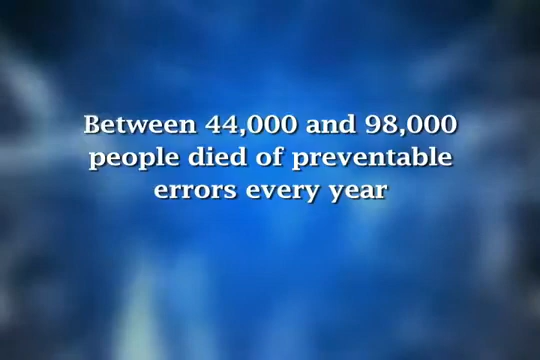 Between 44,000 and 98,000
people died of preventable
errors every year